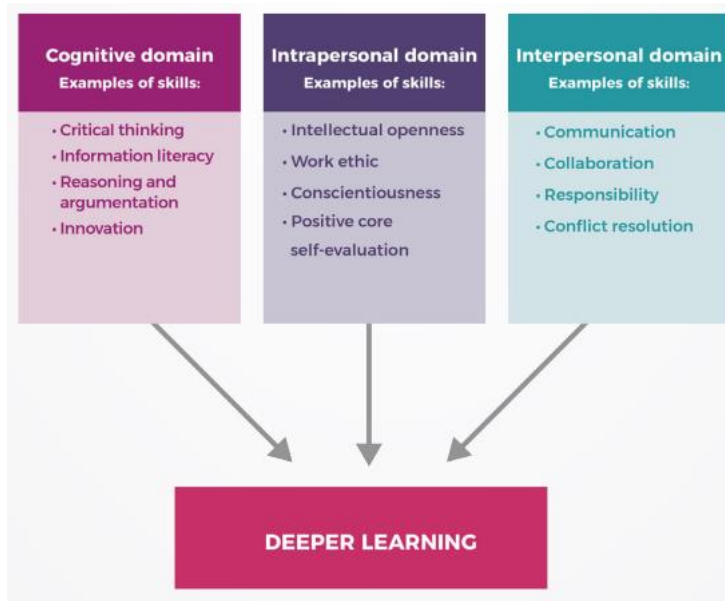 Cognitive domain
Examples of skills:
• Critical thinking
• Information literacy
• Reasoning and
argumentation
• Innovation
Intrapersonal domain
Examples of skills:
• Intellectual openness
• Work ethic
• Conscientiousness
• Positive core
self-evaluation
Interpersonal domain
Examples of skills:
• Communication
• Collaboration
• Responsibility
• Conflict resolution
DEEPER LEARNING